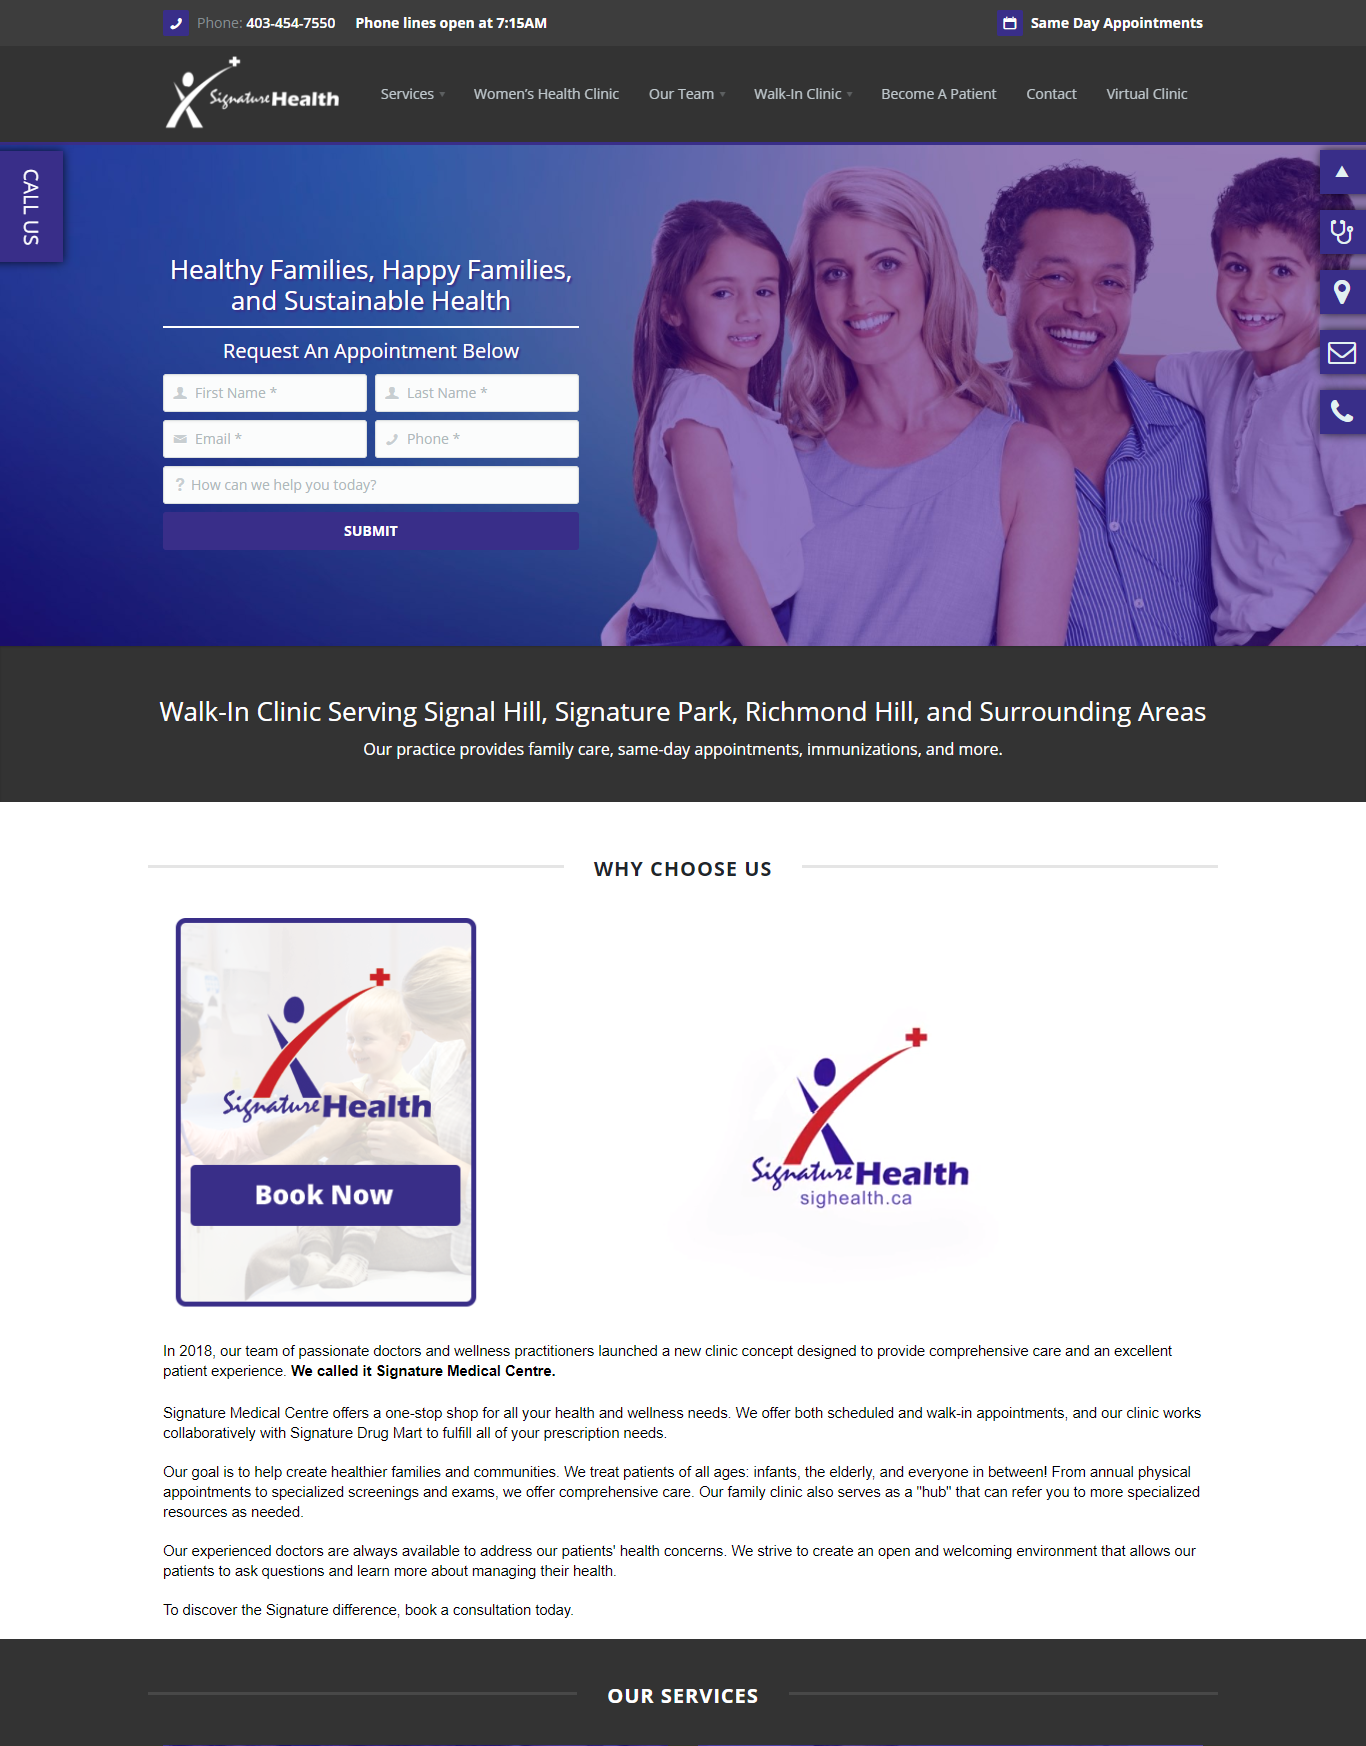 Phone: 403-454-7550 Phone lines open at 7:15AM Same Day Appointments
Signature Health
Services Women's Health Clinic Our Team Walk-In Clinic Become A Patient Contact Virtual Clinic
CALL US
Healthy Families, Happy Families,
and Sustainable Health
Request An Appointment Below
First Name * Last Name *
Email * Phone *
? How can we help you today?
SUBMIT
Walk-In Clinic Serving Signal Hill, Signature Park, Richmond Hill, and Surrounding Areas
Our practice provides family care, same-day appointments, immunizations, and more.
WHY CHOOSE US
Signature Health
Book Now
Signature Health
sighealth.ca
In 2018, our team of passionate doctors and wellness practitioners launched a new clinic concept designed to provide comprehensive care and an excellent
patient experience. We called it Signature Medical Centre.
Signature Medical Centre offers a one-stop shop for all your health and wellness needs. We offer both scheduled and walk-in appointments, and our clinic works
collaboratively with Signature Drug Mart to fulfill all of your prescription needs.
Our goal is to help create healthier families and communities. We treat patients of all ages: infants, the elderly, and everyone in between! From annual physical
appointments to specialized screenings and exams, we offer comprehensive care. Our family clinic also serves as a "hub" that can refer you to more specialized
resources as needed.
Our experienced doctors are always available to address our patients' health concerns. We strive to create an open and welcoming environment that allows our
patients to ask questions and learn more about managing their health.
To discover the Signature difference, book a consultation today.
OUR SERVICES